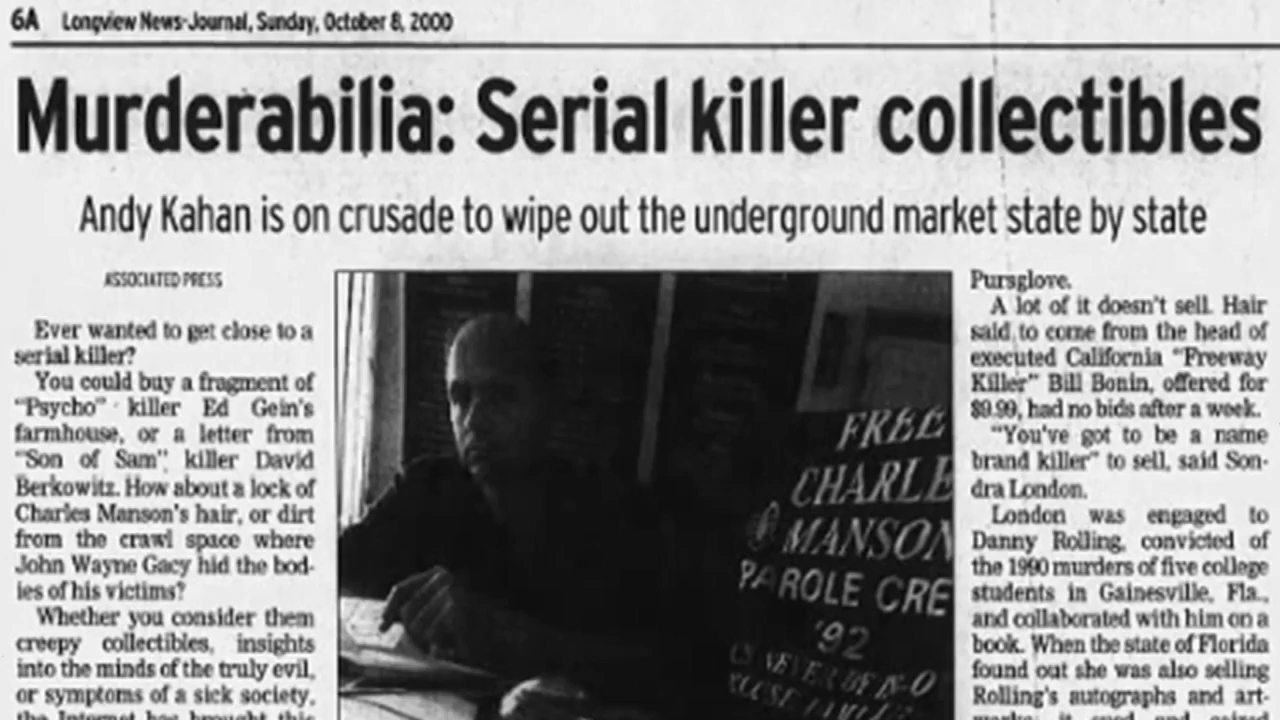 6A Longview News-Journal, Sunday, October 8, 2000
Murderabilia: Serial killer collectibles
Andy Kahan is on crusade to wipe out the underground market state by state
ASSOCIATED PRESS
Ever wanted to get close to a
serial killer?
You could buy a fragment of
"Psycho" killer Ed Gein's
farmhouse, or a letter from
"Son of Sam" killer David
Berkowitz. How about a lock of
Charles Manson's hair, or dirt
from the crawl space where
John Wayne Gacy hid the bod-
ies of his victims?
Whether you consider them
creepy collectibles, insights
into the minds of the truly evil,
or symptoms of a sick society,
the Internet has brought this
FREE
CHARLE
MANSON
PAROLE CRE
'92
Pursglove.
A lot of it doesn't sell. Hair
said to come from the head of
executed California "Freeway
Killer" Bill Bonin, offered for
$9.99, had no bids after a week.
"You've got to be a name
brand killer" to sell, said Son-
dra London.
London was engaged to
Danny Rolling, convicted of
the 1990 murders of five college
students in Gainesville, Fla.,
and collaborated with him on a
book. When the state of Florida
found out she was also selling
Rolling's autographs and art-